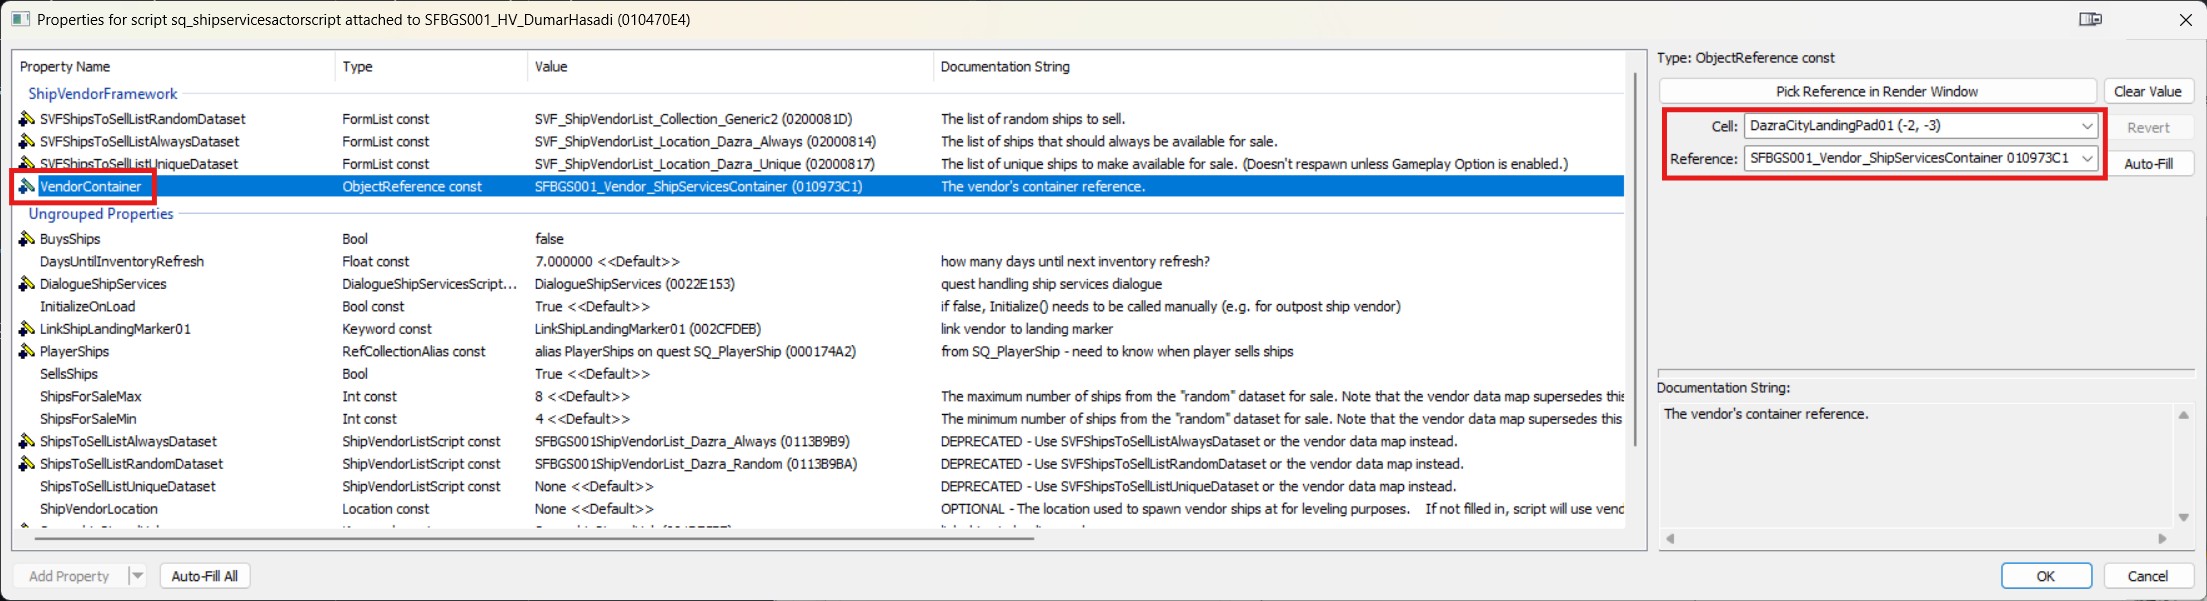 Properties for script sq_shipservicesactorscript attached to SFBGS001_HV_DumarHasadi (010470E4)
Property Name Type Value Documentation String
ShipVendorFramework
SVFShipsToSellListRandomDataset FormList const SVF_ShipVendorList_Collection_Generic2 (0200081D) The list of random ships to sell.
SVFShipsToSellListAlwaysDataset FormList const SVF_ShipVendorList_Location_Dazra_Always (02000814) The list of ships that should always be available for sale.
SVFShipsToSellListUniqueDataset FormList const SVF_ShipVendorList_Location_Dazra_Unique (02000817) The list of unique ships to make available for sale. (Doesn't respawn unless Gameplay Option is enabled.)
VendorContainer ObjectReference const SFBGS001_Vendor_ShipServicesContainer (010973C1) The vendor's container reference.
Ungrouped Properties
BuysShips Bool false
DaysUntilInventoryRefresh Float const 7.000000 <<Default>> how many days until next inventory refresh?
DialogueShipServices DialogueShipServicesScript... DialogueShipServices (0022E153) quest handling ship services dialogue
InitializeOnLoad Bool const True <<Default>> if false, Initialize() needs to be called manually (e.g. for outpost ship vendor)
LinkShipLandingMarker01 Keyword const LinkShipLandingMarker01 (002CFDEB) link vendor to landing marker
PlayerShips RefCollectionAlias const alias PlayerShips on quest SQ_PlayerShip (000174A2) from SQ_PlayerShip - need to know when player sells ships
SellsShips Bool True <<Default>>
ShipsForSaleMax Int const 8 <<Default>> The maximum number of ships from the "random" dataset for sale. Note that the vendor data map supersedes this
ShipsForSaleMin Int const 4 <<Default>> The minimum number of ships from the "random" dataset for sale. Note that the vendor data map supersedes this
ShipsToSellListAlwaysDataset ShipVendorListScript const SFBGS001ShipVendorList_Dazra_Always (0113B9B9) DEPRECATED - Use SVFShipsToSellListAlwaysDataset or the vendor data map instead.
ShipsToSellListRandomDataset ShipVendorListScript const SFBGS001ShipVendorList_Dazra_Random (0113B9BA) DEPRECATED - Use SVFShipsToSellListRandomDataset or the vendor data map instead.
ShipsToSellListUniqueDataset ShipVendorListScript const None <<Default>> DEPRECATED - Use SVFShipsToSellListUniqueDataset or the vendor data map instead.
ShipVendorLocation Location const None <<Default>> OPTIONAL - The location used to spawn vendor ships at for leveling purposes. If not filled in, script will use vend
Add Property Auto-Fill All
Type: ObjectReference const
Pick Reference in Render Window Clear Value
Cell: DazraCityLandingPad01 (-2, -3) Revert
Reference: SFBGS001_Vendor_ShipServicesContainer 010973C1 Auto-Fill
Documentation String:
The vendor's container reference.
OK Cancel